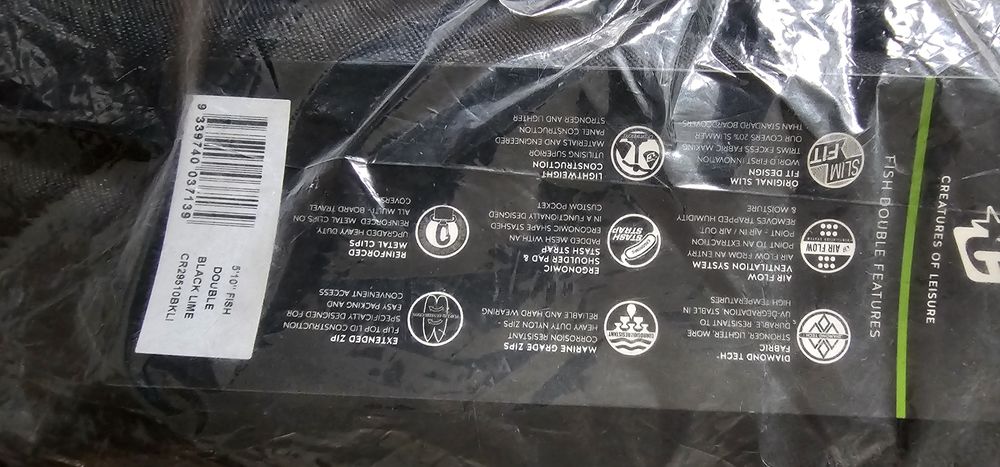 CREATURES OF LEISURE
FISH DOUBLE FEATURES
DIAMOND TECH
FABRIC
STRONGER, LIGHTER, MORE
DURABLE, RESISTANT TO
UV-DEGRADATION, STABLE IN
HIGH TEMPERATURES
AIR FLOW
AIR FLOW
VENTILATION SYSTEM
AIR FLOW FROM AN ENTRY
POINT TO AN EXTRACTION
POINT - AIR IN / AIR OUT
REMOVES TRAPPED HUMIDITY
& MOISTURE
SLIM
FIT
ORIGINAL SLIM
FIT DESIGN
WORLD FIRST INNOVATION
TRIMS EXCESS FABRIC MAKING
OUR COVERS 20% SLIMMER
THAN STANDARD BOARDCOVERS
MARINE GRADE ZIPS
CORROSION RESISTANT
HEAVY DUTY NYLON ZIPS -
RELIABLE AND HARD WEARING
STASH
STRAP
ERGONOMIC
SHOULDER PAD &
STASH STRAP
PADDED MESH WITH AN
ERGONOMIC SHAPE STASHED
IN A FUNCTIONALLY DESIGNED
CUSTOM POCKET
LIGHTWEIGHT
CONSTRUCTION
UTILISING SUPERIOR
MATERIALS AND ENGINEERED
PANEL CONSTRUCTION
STRONGER AND LIGHTER
EXTENDED ZIP
FLIP TOP LID CONSTRUCTION
SPECIFICALLY DESIGNED FOR
EASY PACKING AND
CONVENIENT ACCESS
REINFORCED
METAL CLIPS
UPGRADED HEAVY DUTY
REINFORCED METAL CLIPS ON
ALL MULTI - BOARD TRAVEL
COVERS
9 339740 037139
5'10" FISH
DOUBLE
BLACK LIME
CR29510BKLI